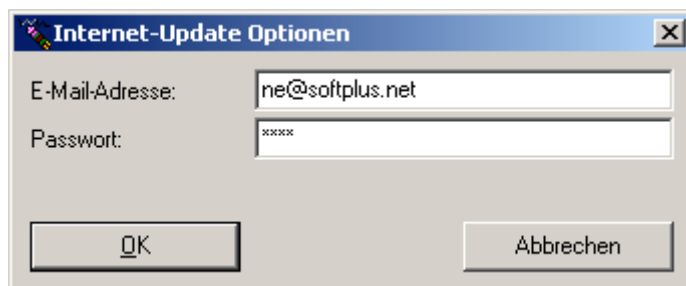 Internet-Update Optionen
E-Mail-Adresse: ne@softplus.net
Passwort: ****
OK Abbrechen